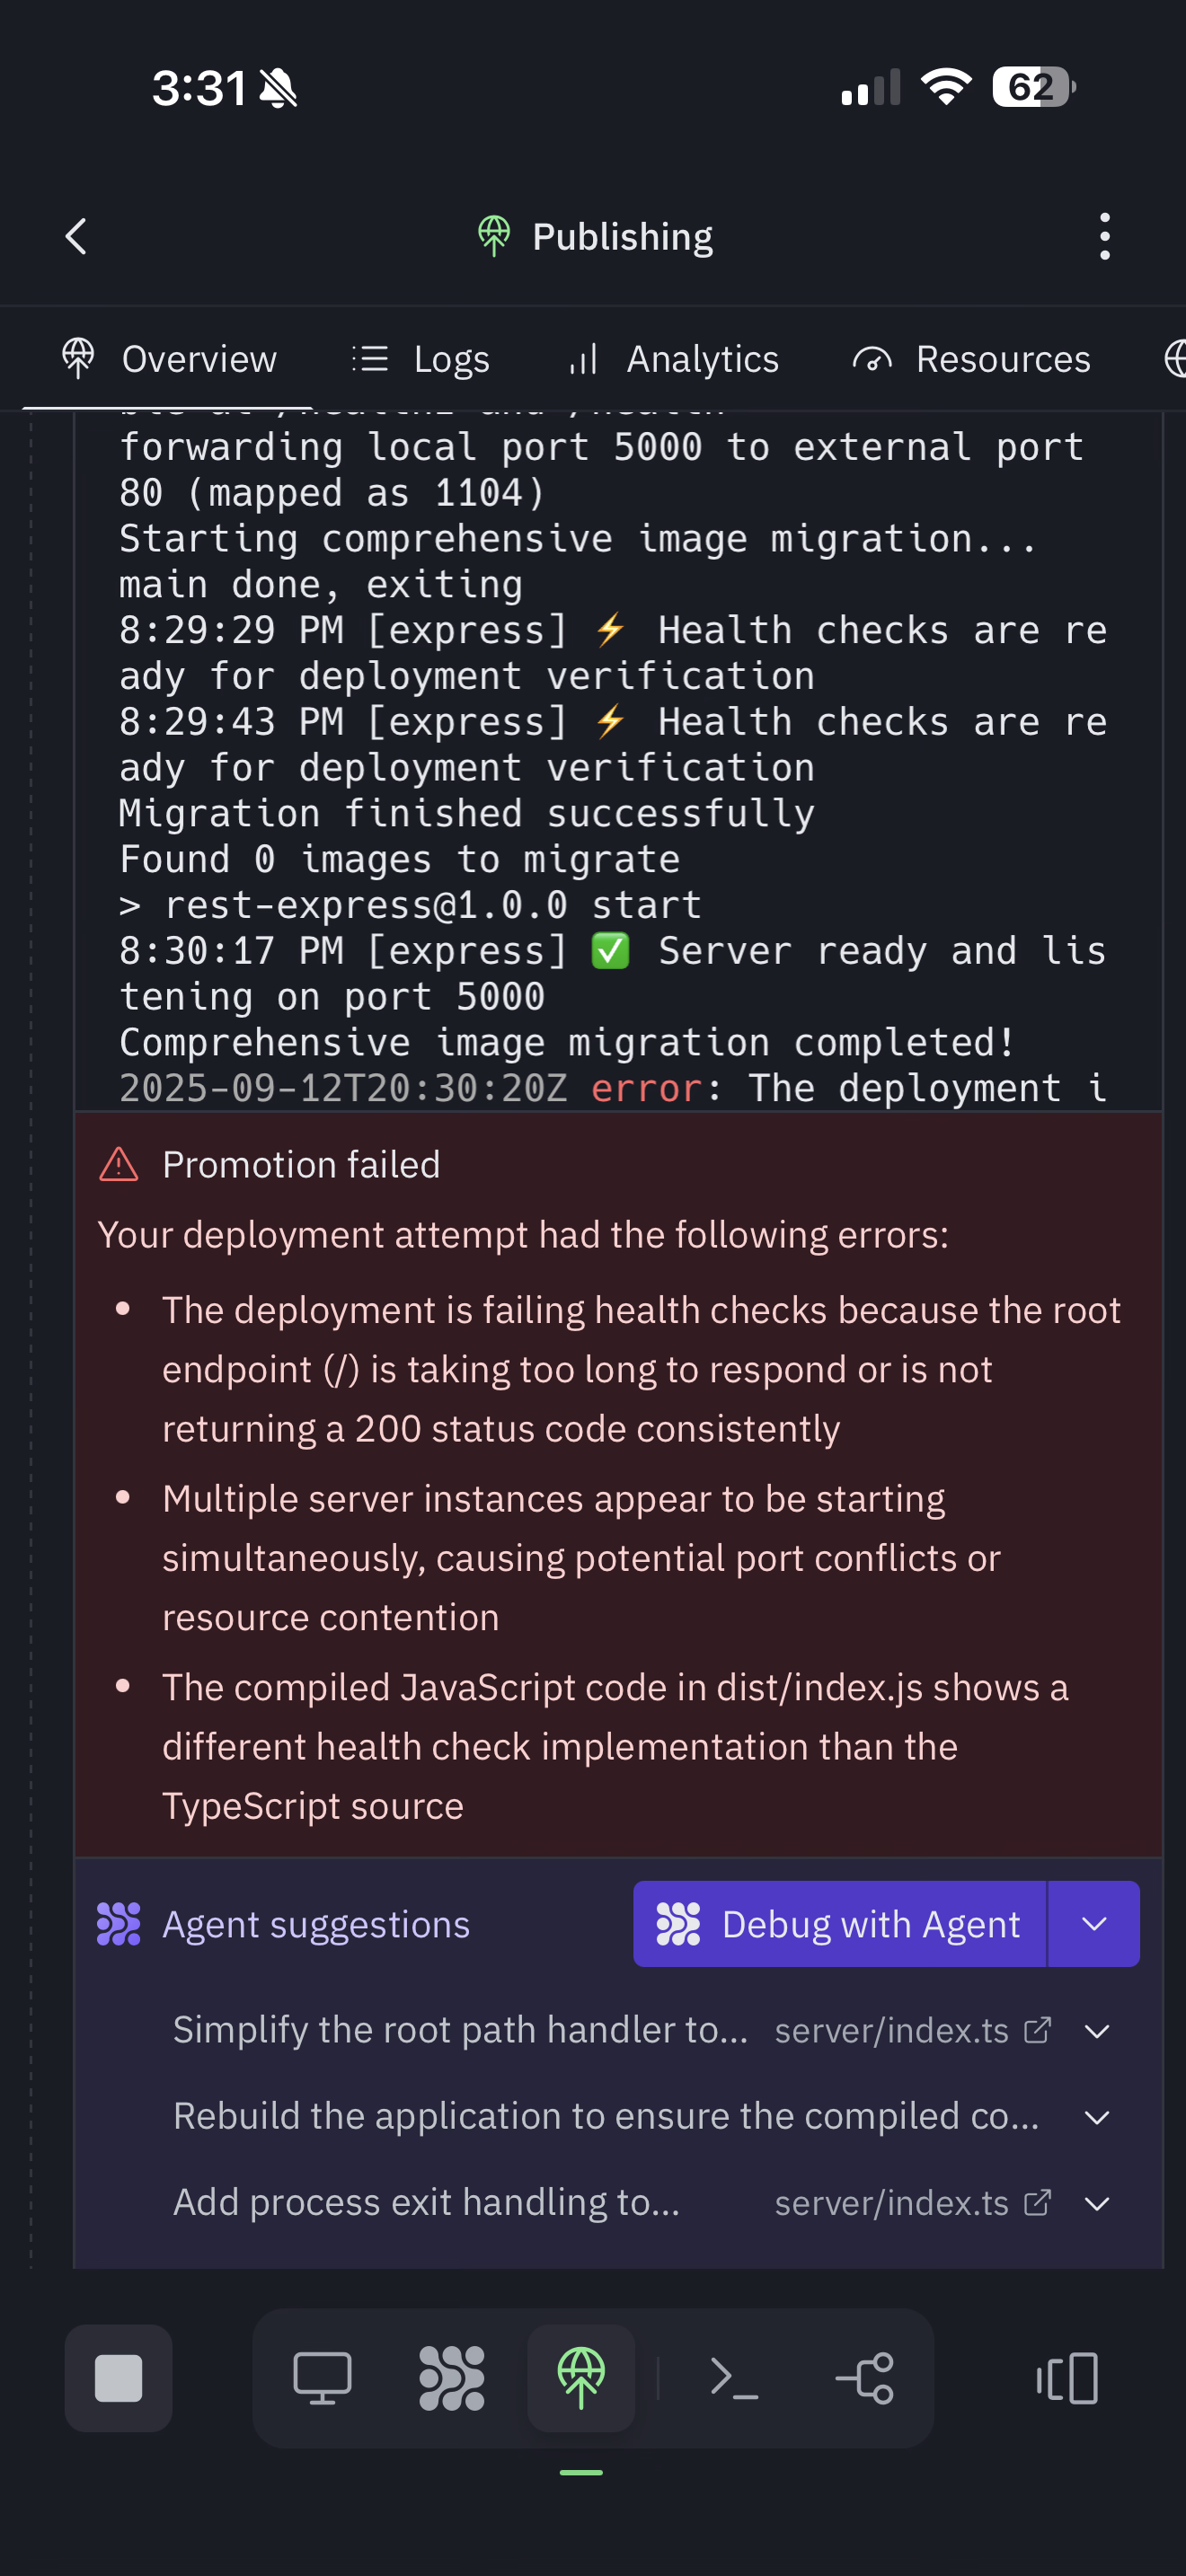 3:31
62
Publishing
Overview
Logs
Analytics
Resources
forwarding local port 5000 to external port
80 (mapped as 1104)
Starting comprehensive image migration...
main done, exiting
8:29:29 PM [express] ⚡ Health checks are re
ady for deployment verification
8:29:43 PM [express] ⚡ Health checks are re
ady for deployment verification
Migration finished successfully
Found 0 images to migrate
> rest-express@1.0.0 start
8:30:17 PM [express] ✅ Server ready and lis
tening on port 5000
Comprehensive image migration completed!
2025-09-12T20:30:20Z error: The deployment i
Promotion failed
Your deployment attempt had the following errors:
• The deployment is failing health checks because the root
endpoint (/) is taking too long to respond or is not
returning a 200 status code consistently
• Multiple server instances appear to be starting
simultaneously, causing potential port conflicts or
resource contention
• The compiled JavaScript code in dist/index.js shows a
different health check implementation than the
TypeScript source
Agent suggestions
Debug with Agent
Simplify the root path handler to... server/index.ts
Rebuild the application to ensure the compiled co...
Add process exit handling to... server/index.ts